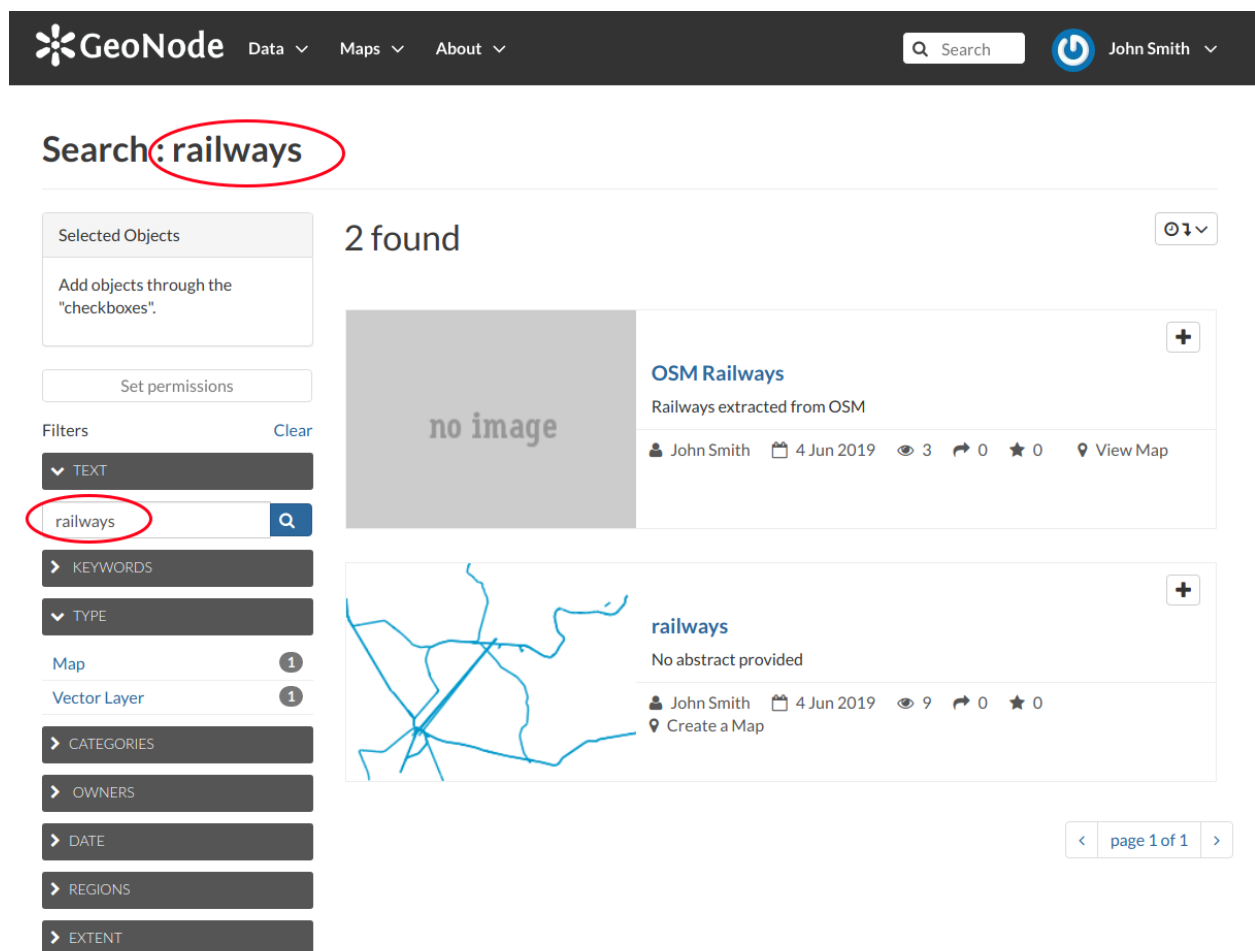 GeoNode Data Maps About Search John Smith
Search : railways
Selected Objects
Add objects through the
"checkboxes".
Set permissions
Filters Clear
TEXT
railways
KEYWORDS
TYPE
Map 1
Vector Layer 1
CATEGORIES
OWNERS
DATE
REGIONS
EXTENT
2 found
no image
OSM Railways
Railways extracted from OSM
John Smith 4 Jun 2019 3 0 0 View Map
railways
No abstract provided
John Smith 4 Jun 2019 9 0 0
Create a Map
< page 1 of 1 >